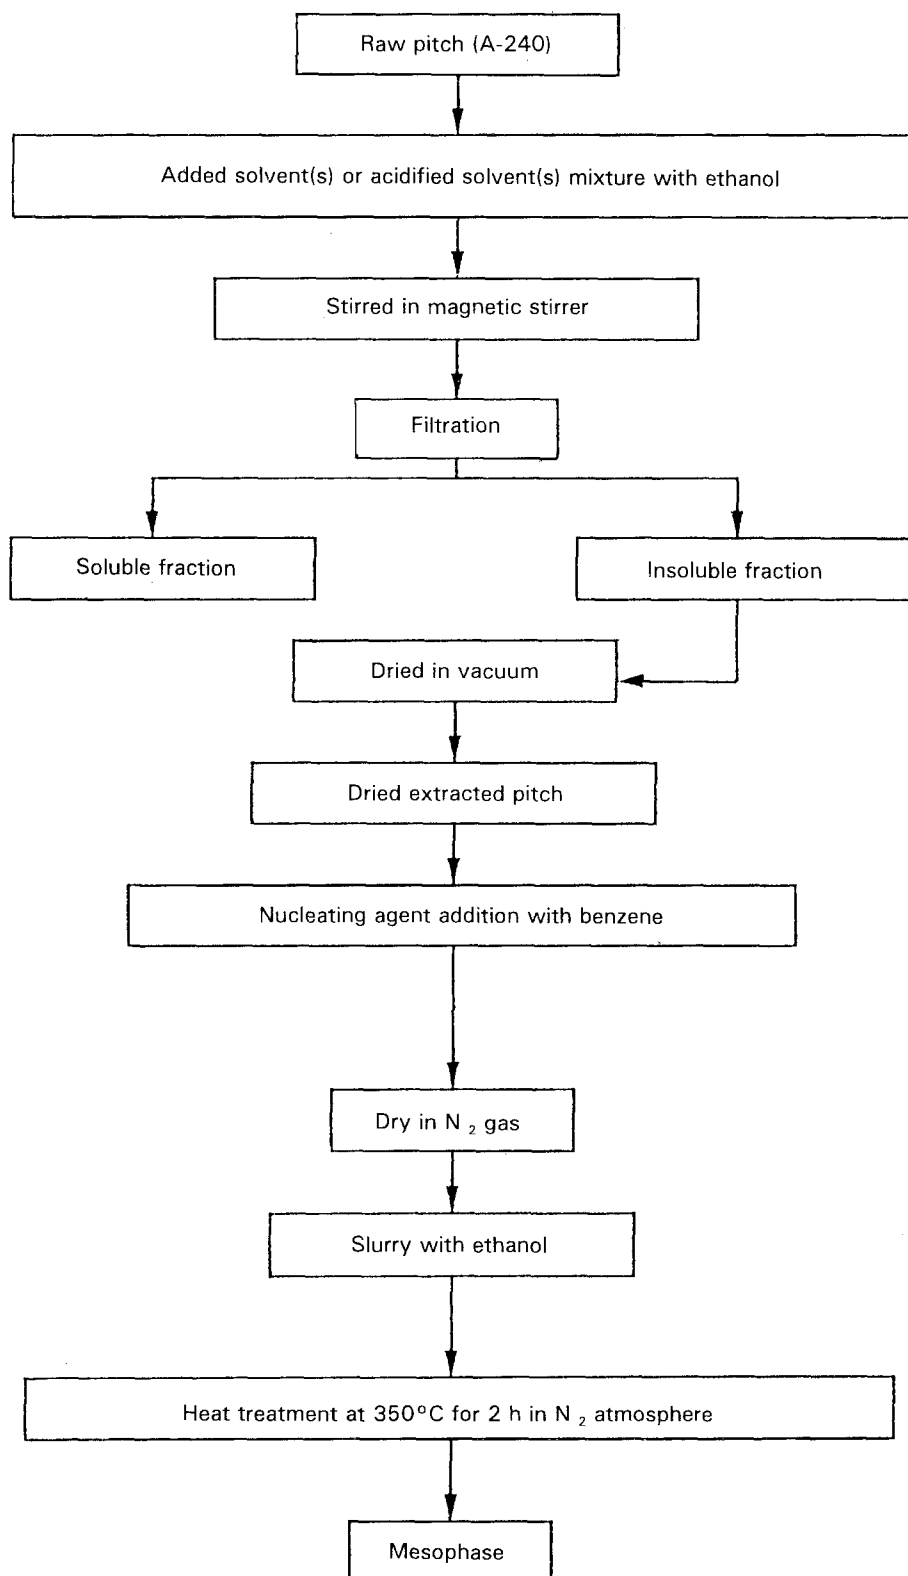 Raw pitch (A-240)
Added solvent(s) or acidified solvent(s) mixture with ethanol
Stirred in magnetic stirrer
Filtration
Soluble fraction
Insoluble fraction
Dried in vacuum
Dried extracted pitch
Nucleating agent addition with benzene
Dry in N₂ gas
Slurry with ethanol
Heat treatment at 350°C for 2 h in N₂ atmosphere
Mesophase